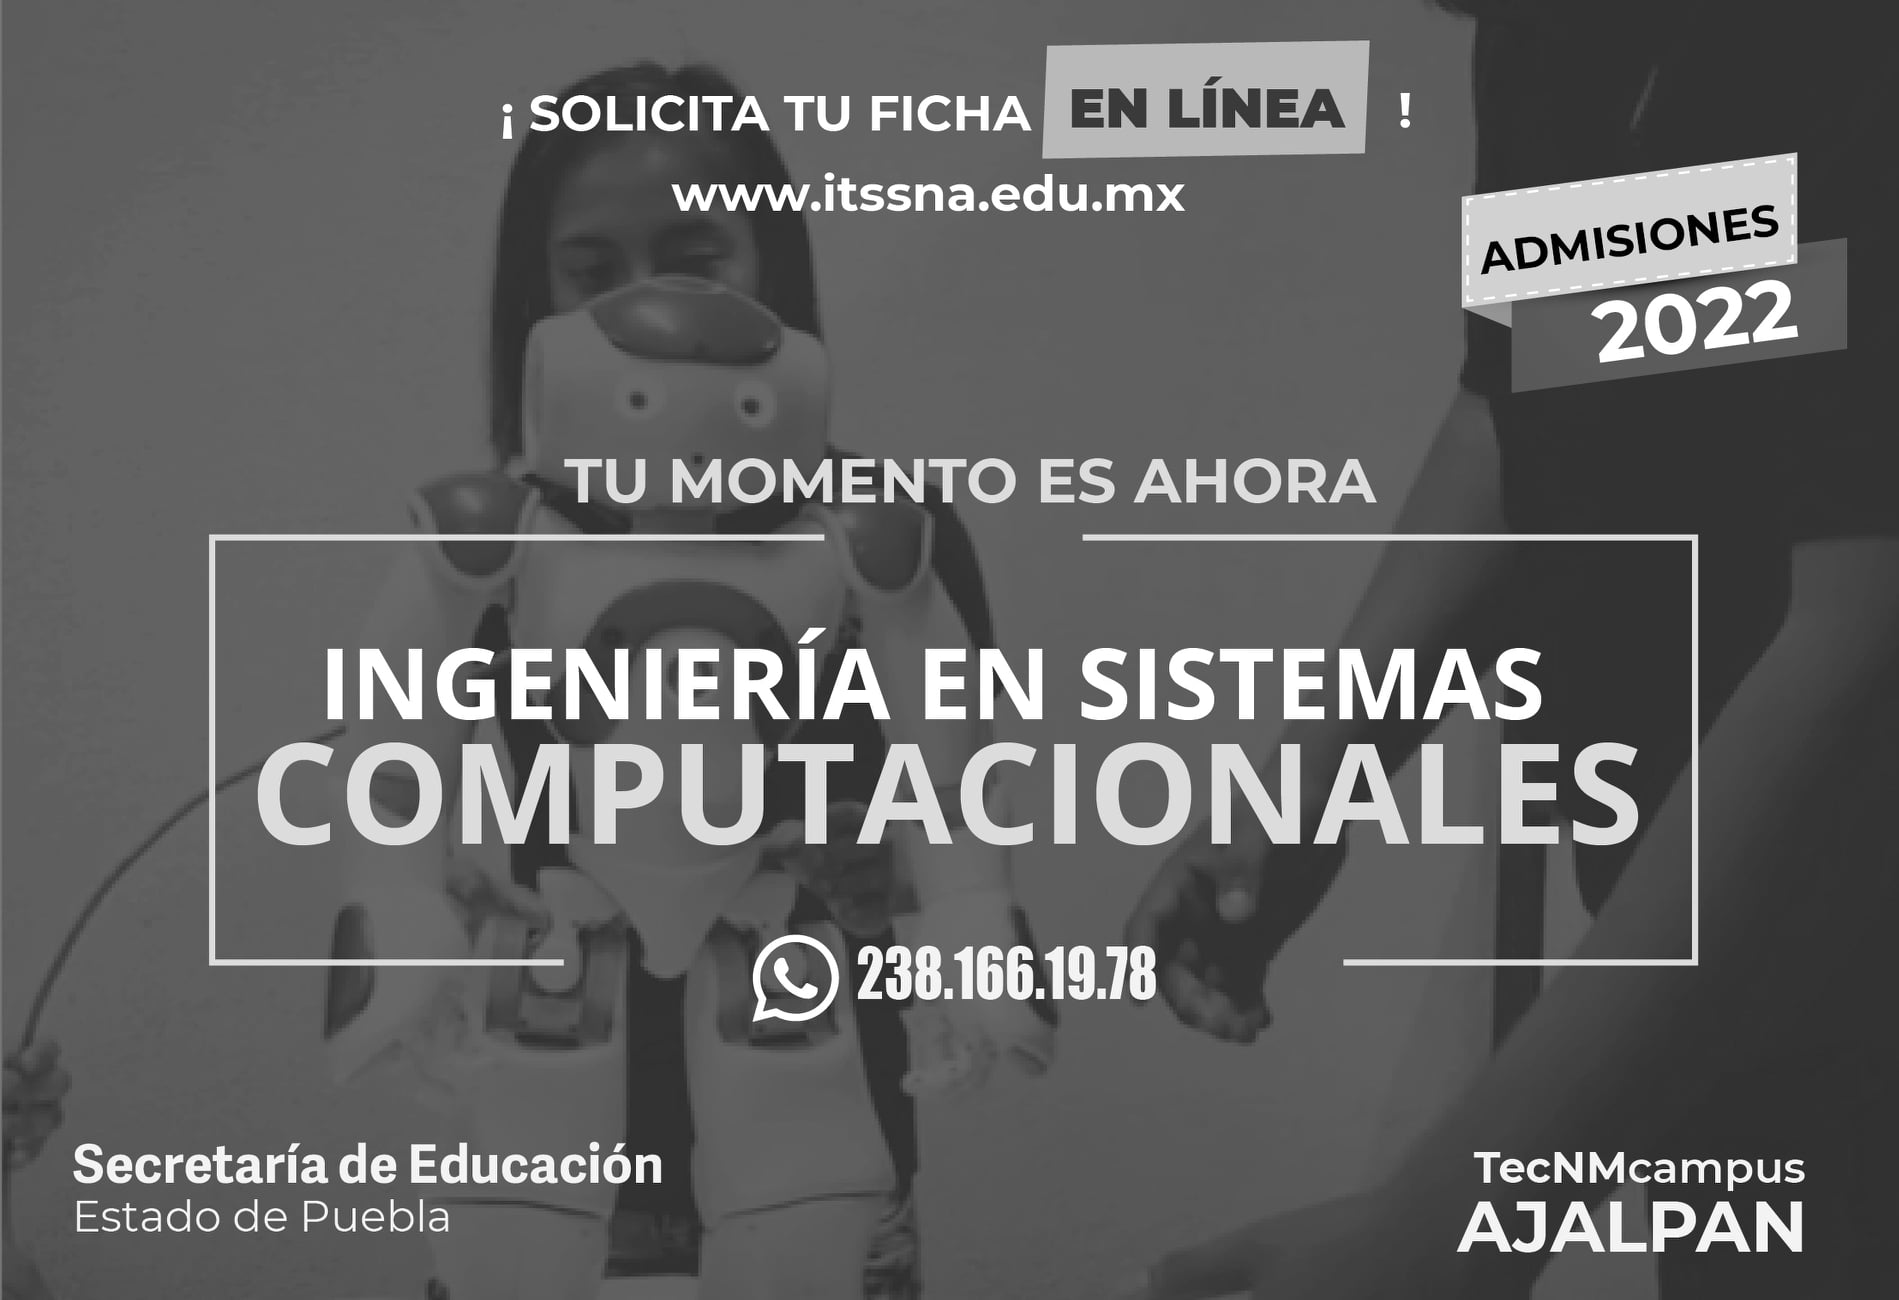 ¡ SOLICITA TU FICHA EN LÍNEA !
www.itssna.edu.mx
ADMISIONES
2022
TU MOMENTO ES AHORA
INGENIERÍA EN SISTEMAS
COMPUTACIONALES
238.166.19.78
Secretaría de Educación
Estado de Puebla
TecNMcampus
AJALPAN